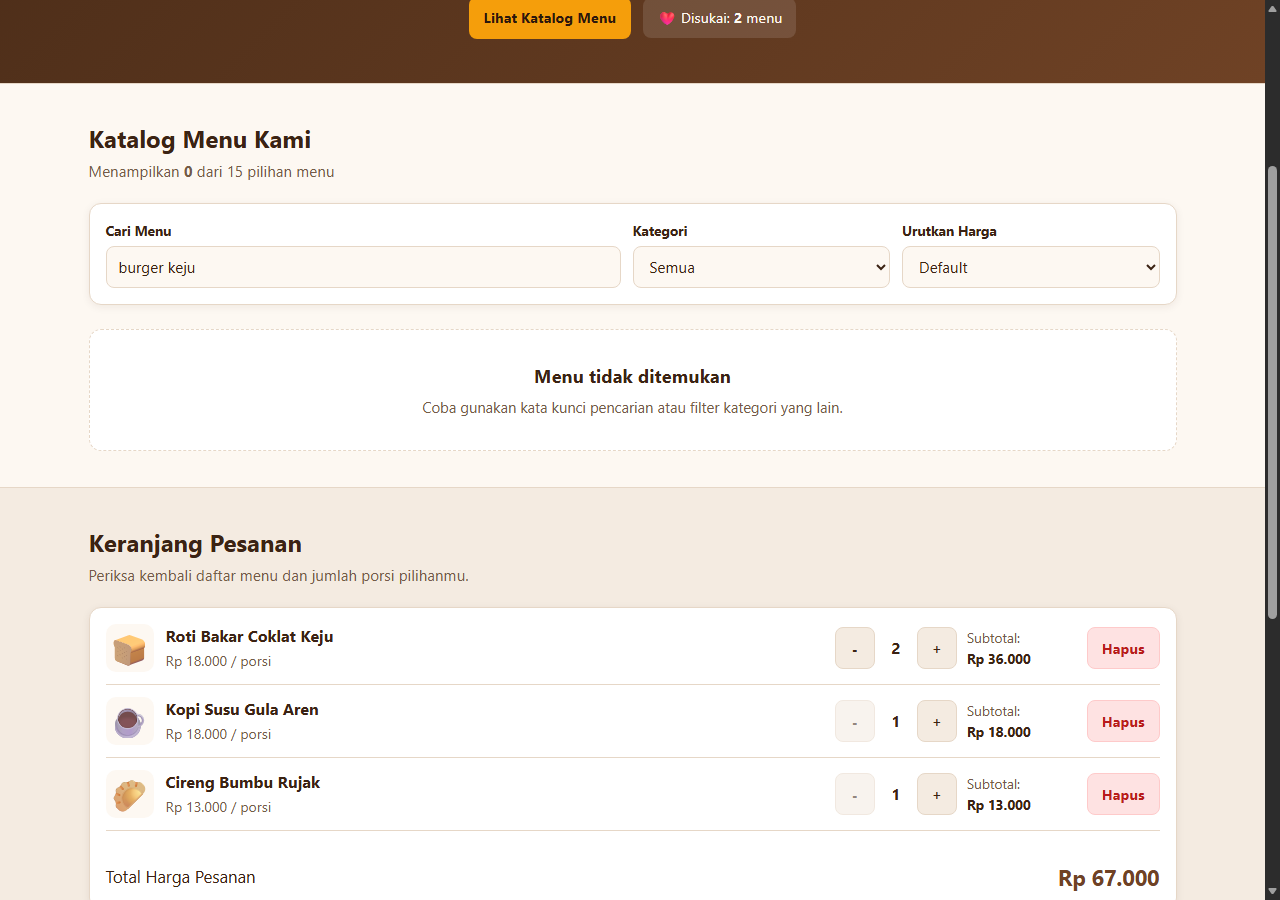 Lihat Katalog Menu
Disukai: 2 menu
Katalog Menu Kami
Menampilkan 0 dari 15 pilihan menu
Cari Menu
Kategori
Urutkan Harga
burger keju
Semua
Default
Menu tidak ditemukan
Coba gunakan kata kunci pencarian atau filter kategori yang lain.
Keranjang Pesanan
Periksa kembali daftar menu dan jumlah porsi pilihanmu.
Roti Bakar Coklat Keju
Rp 18.000 / porsi
- 2 +
Subtotal:
Rp 36.000
Hapus
Kopi Susu Gula Aren
Rp 18.000 / porsi
- 1 +
Subtotal:
Rp 18.000
Hapus
Cireng Bumbu Rujak
Rp 13.000 / porsi
- 1 +
Subtotal:
Rp 13.000
Hapus
Total Harga Pesanan
Rp 67.000